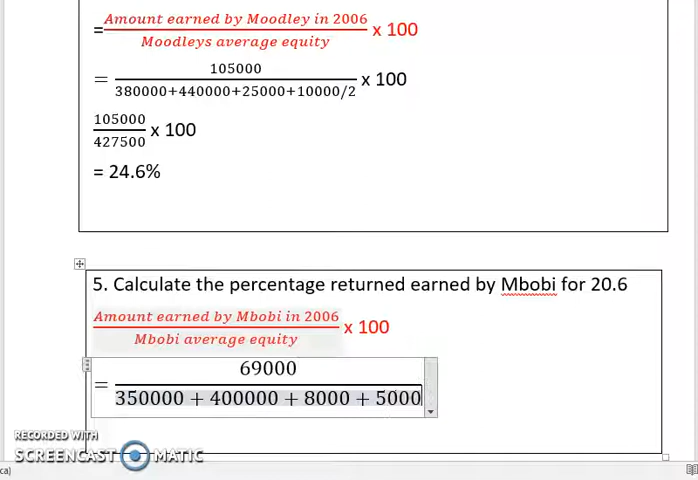 = Amount earned by Moodley in 2006 / Moodleys average equity x 100
= 105000 / 380000+440000+25000+10000/2 x 100
105000 / 427500 x 100
= 24.6%
5. Calculate the percentage returned earned by Mbobi for 20.6
Amount earned by Mbobi in 2006 / Mbobi average equity x 100
= 69000 / 350000 + 400000 + 8000 + 5000
RECORDED WITH
SCREENCAST MATIC
ca)